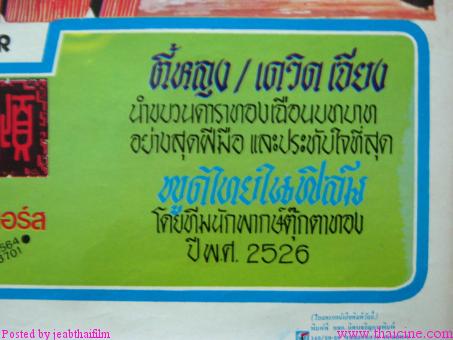 R
ตี้หลุง / เดวิด เจียง
นำขบวนดาราทองเฉือนบทบาท
อย่างสุดฝีมือ และประทับใจที่สุด
พูดไทยในฟิล์ม
โดยทีมนักพากษ์ตุ๊กตาทอง
ปี พ.ศ. 2526
อร์ส
564
3701
Posted by jeabthaifilm
www.thaicine.com